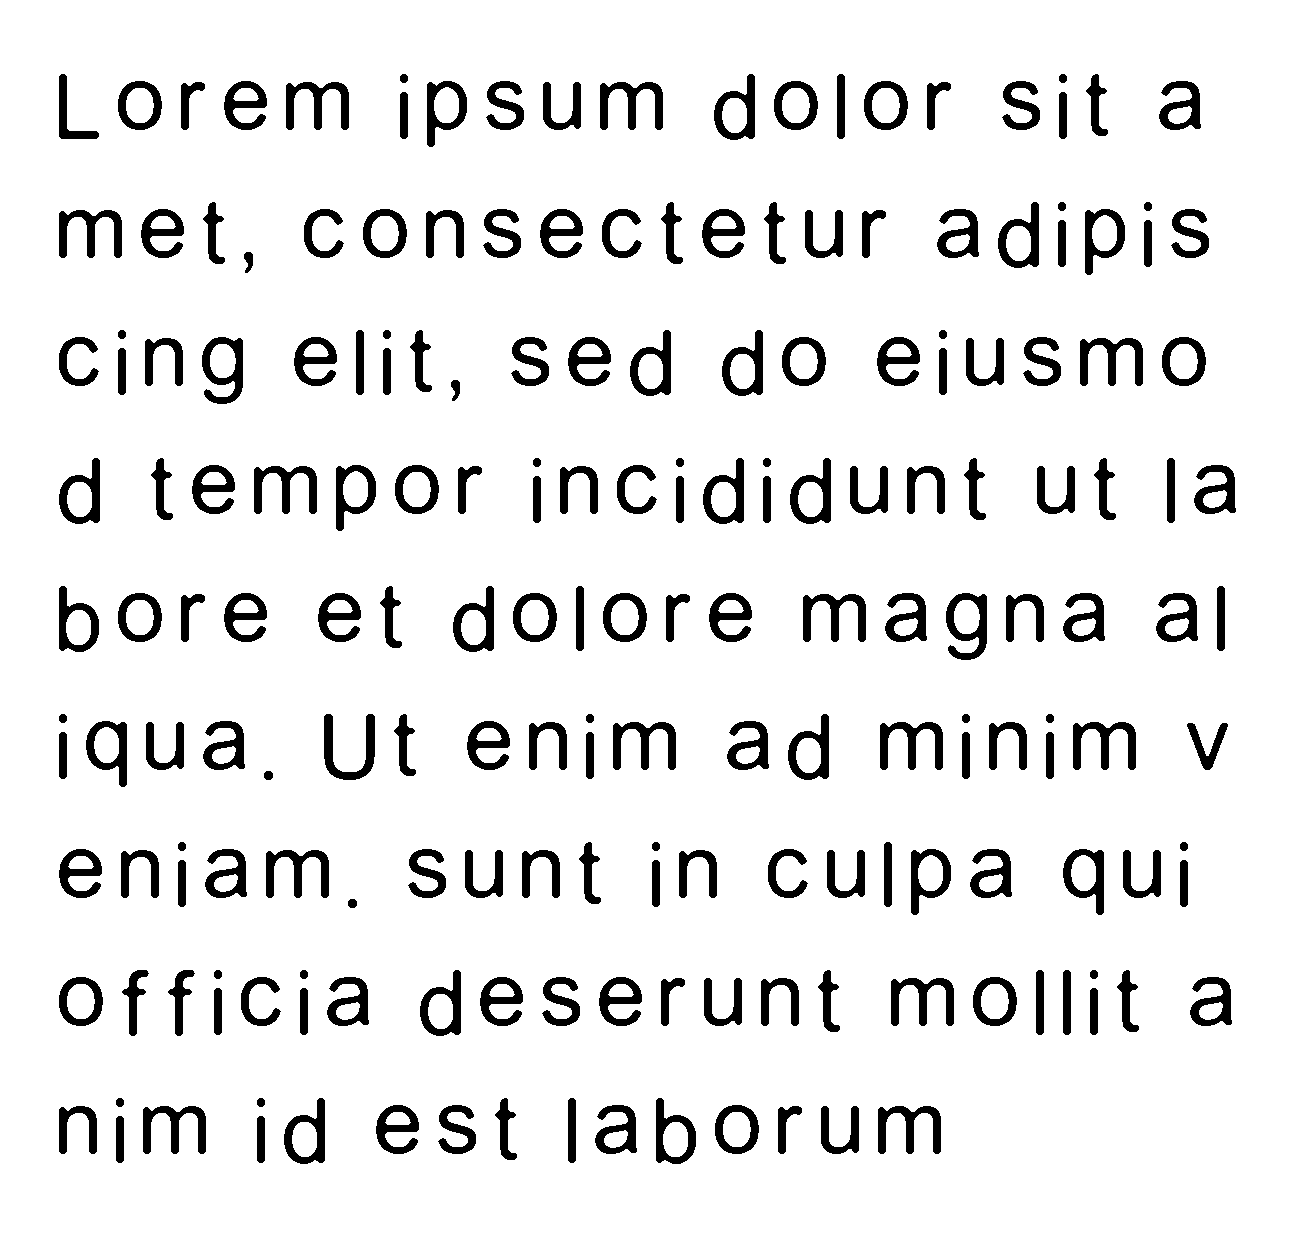 Lorem ipsum dolor sit a
met, consectetur adipis
cing elit, sed do eiusmo
d tempor incididunt ut la
bore et dolore magna al
iqua. Ut enim ad minim v
eniam. sunt in culpa qui
officia deserunt mollit a
nim id est laborum